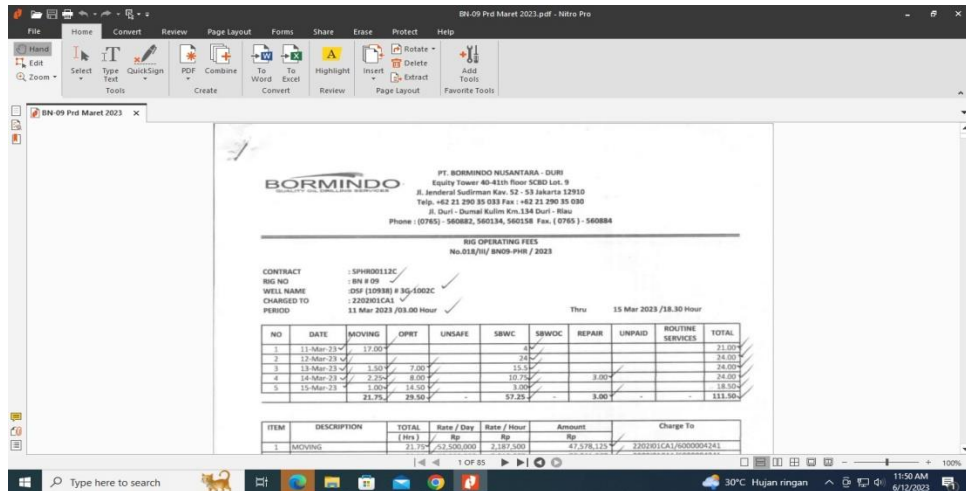 BN-09 Prd Maret 2023.pdf - Nitro Pro
File Home Convert Review Page Layout Forms Share Erase Protect Help
Hand
Edit
Zoom
Select
Type Text
QuickSign
PDF
Combine
To Word
To Excel
Highlight
Insert
Rotate
Delete
Extract
Add Tools
Tools Create Convert Review Page Layout Favorite Tools
BN-09 Prd Maret 2023
BORMINDO
QUALITY OIL DRILLING SERVICES
PT. BORMINDO NUSANTARA - DURI
Equity Tower 40-41th floor SCBD Lot. 9
Jl. Jenderal Sudirman Kav. 52 - 53 Jakarta 12910
Telp. +62 21 290 35 033 Fax : +62 21 290 35 030
Jl. Duri - Dumai Kulim Km.134 Duri - Riau
Phone : (0765) - 560882, 560134, 560158 Fax. ( 0765 ) - 560884
RIG OPERATING FEES
No.018/III/ BN09-PHR / 2023
CONTRACT : SPHR00112C
RIG NO : BN # 09
WELL NAME :DSF (10938) # 3G-1002C
CHARGED TO : 2202I01CA1
PERIOD 11 Mar 2023 /03.00 Hour Thru 15 Mar 2023 /18.30 Hour
NO DATE MOVING OPRT UNSAFE SBWC SBWOC REPAIR UNPAID ROUTINE SERVICES TOTAL
1 11-Mar-23 17.00 4 21.00
2 12-Mar-23 24 24.00
3 13-Mar-23 1.50 7.00 15.5 24.00
4 14-Mar-23 2.25 8.00 10.75 3.00 24.00
5 15-Mar-23 1.00 14.50 3.00 18.50
21.75 29.50 - 57.25 - 3.00 - - 111.50
ITEM DESCRIPTION TOTAL Rate / Day Rate / Hour Amount Charge To
( Hrs ) Rp Rp Rp
1 MOVING 21.75 52,500,000 2,187,500 47,578,125 2202I01CA1/6000004241
1 OF 85
100%
Type here to search
30°C Hujan ringan
11:50 AM
6/12/2023